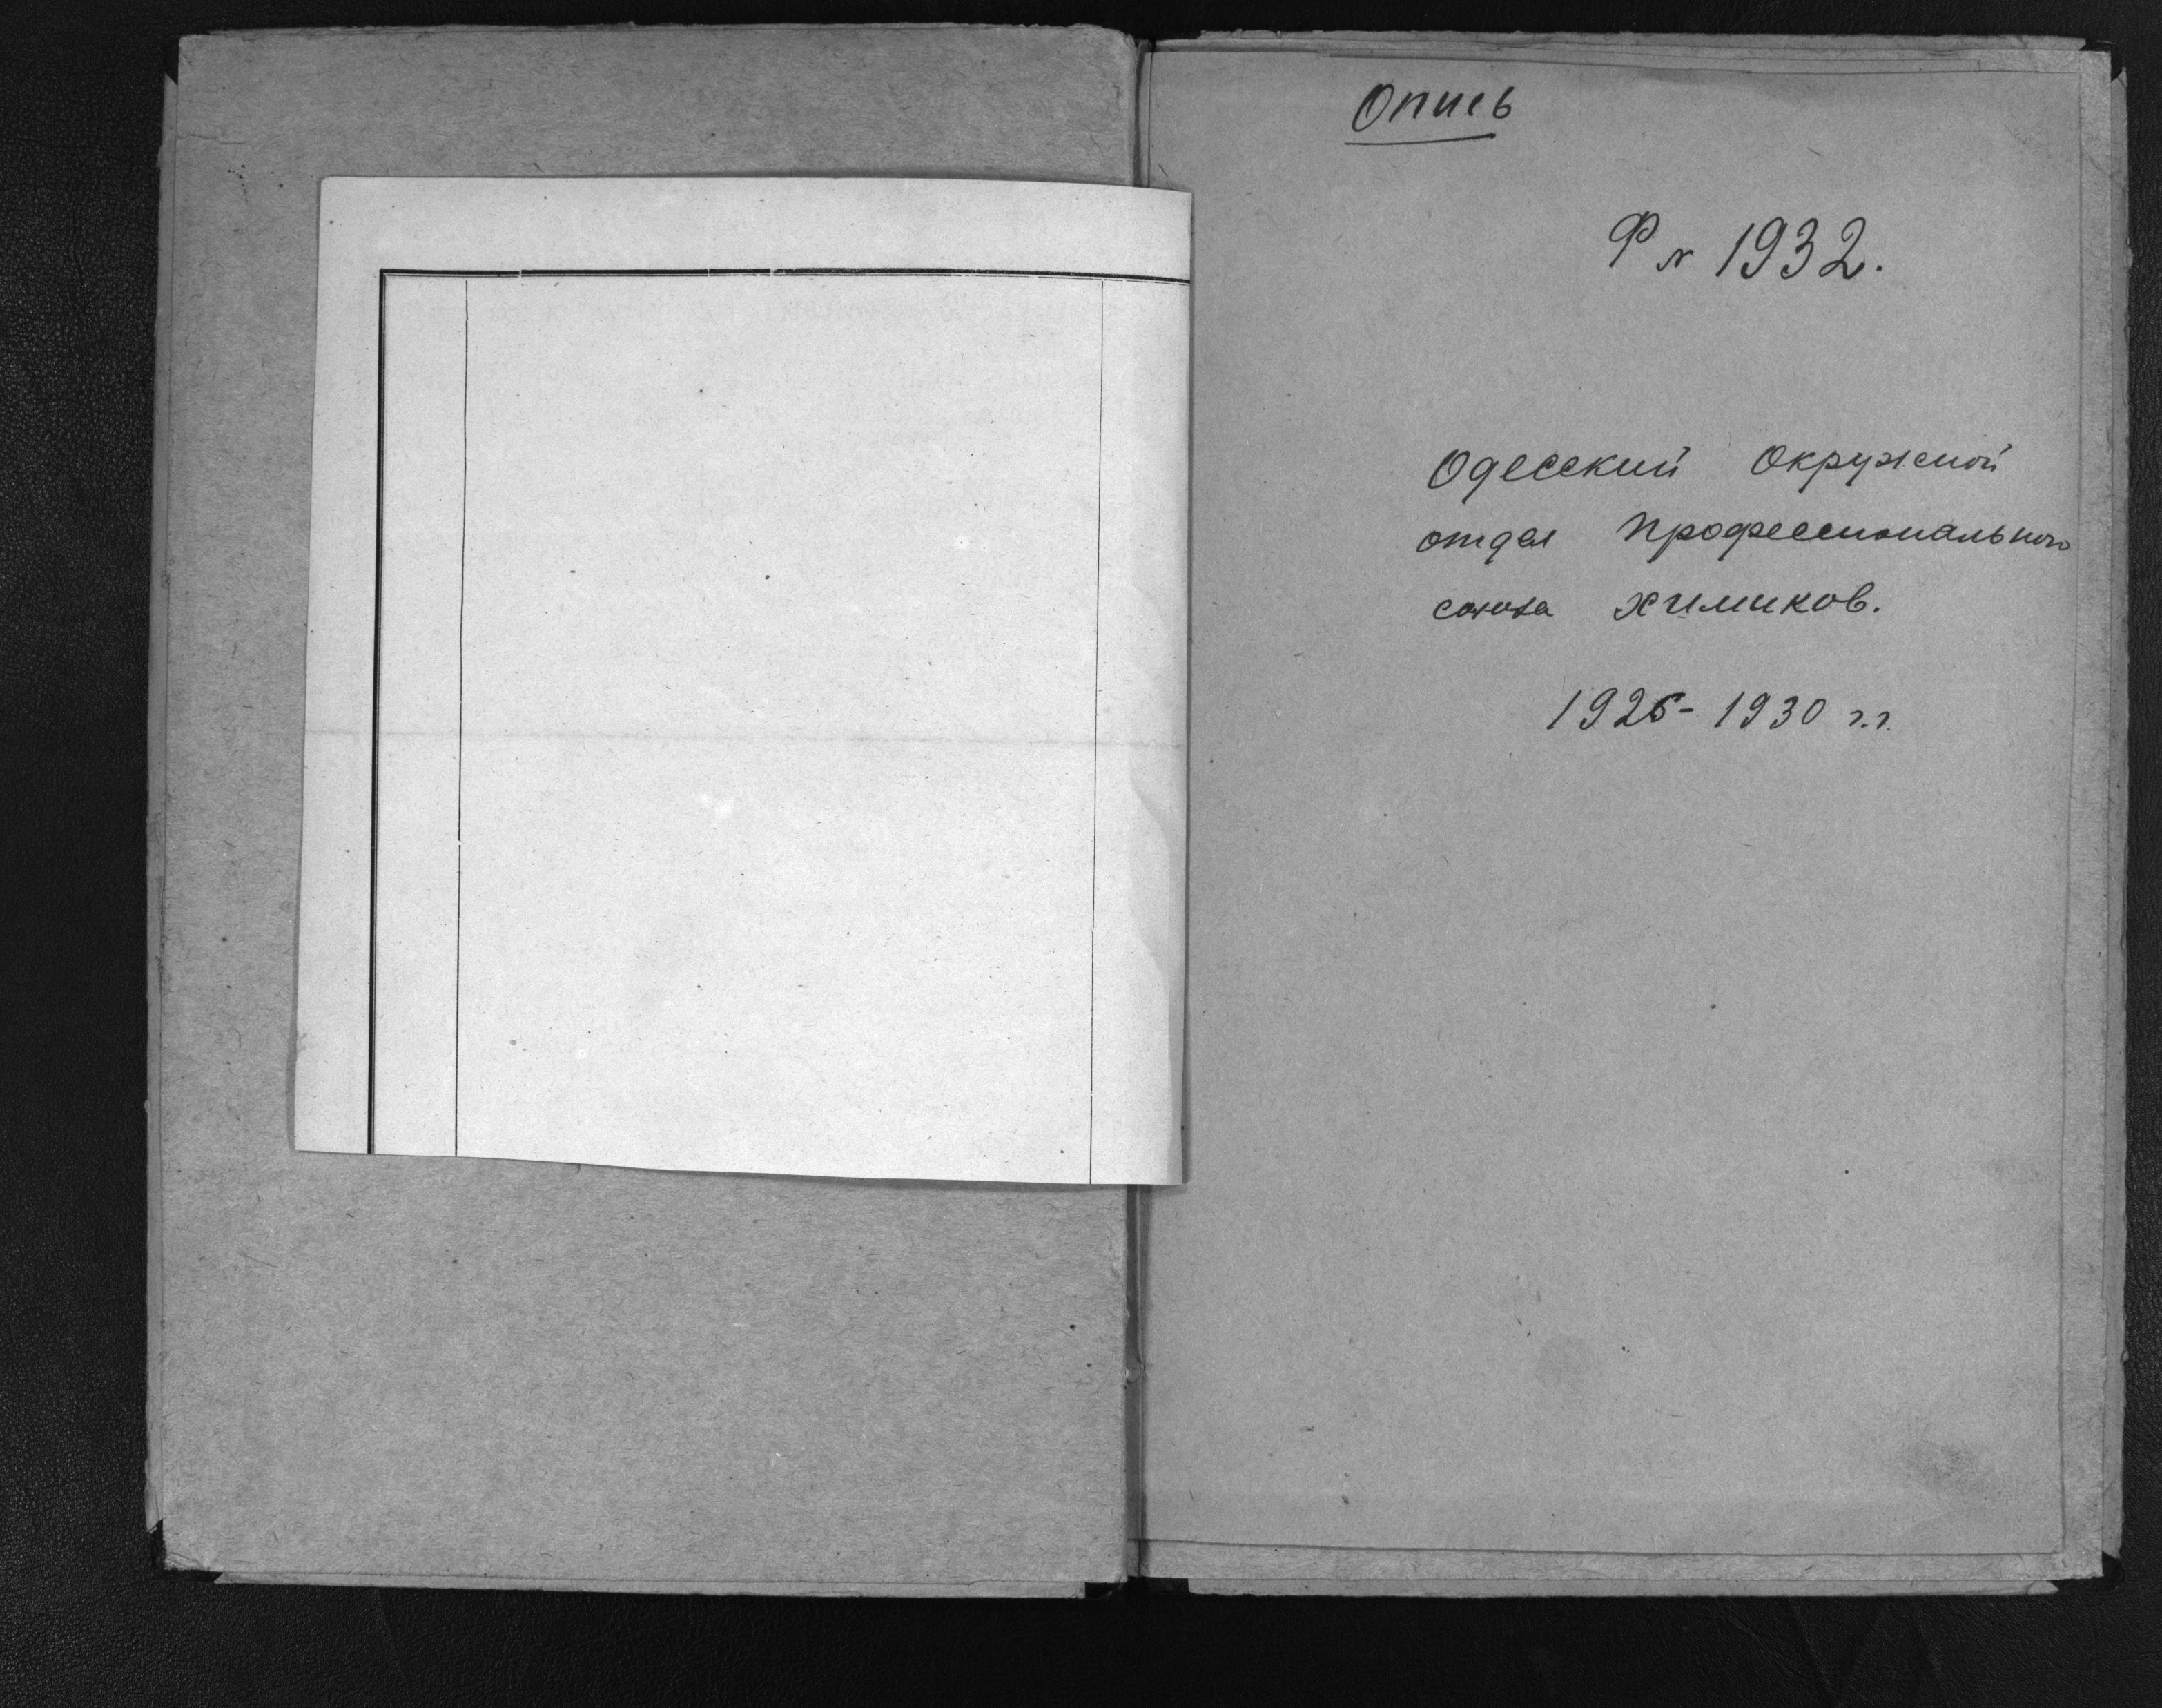 Опись
Ф № 1932.
Одесский Окружной
отдел профессионального
союза химиков.
1926-1930 г.г.